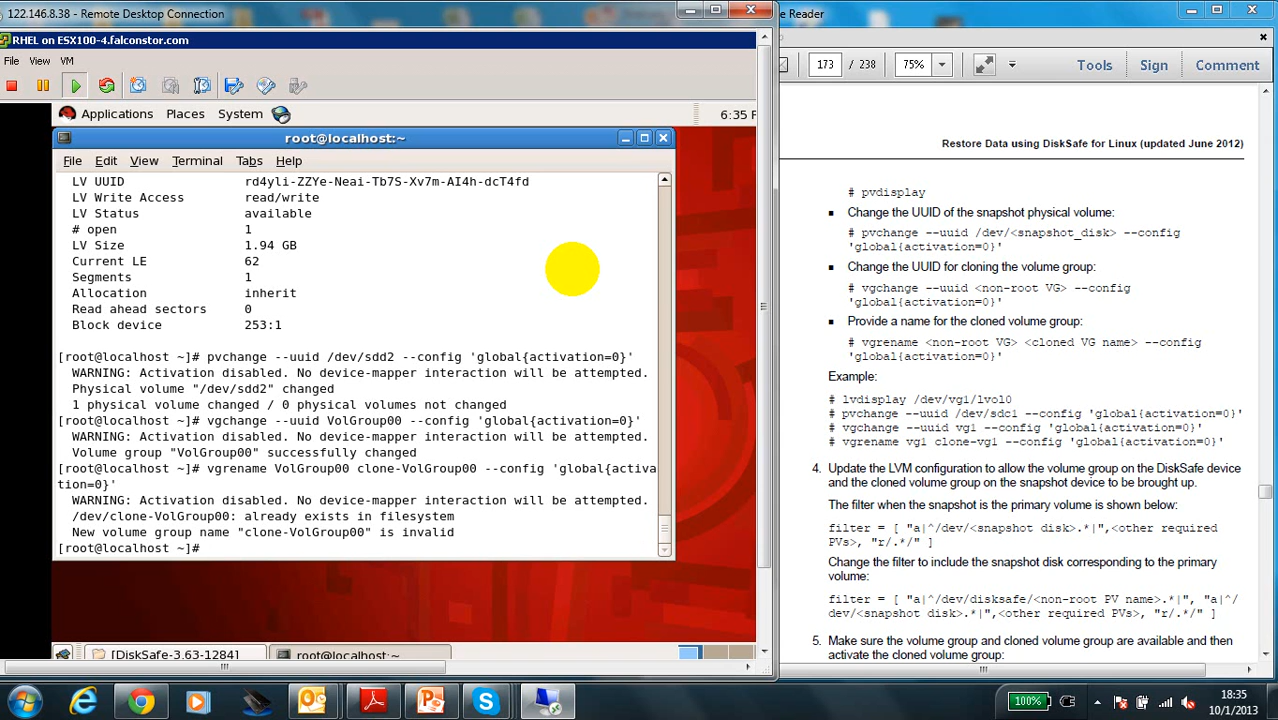 122.146.8.38 - Remote Desktop Connection
e Reader
RHEL on ESX100-4.falconstor.com
File View VM
173 / 238 75% Tools Sign Comment
Applications Places System 6:35
root@localhost:~
File Edit View Terminal Tabs Help
LV UUID rd4yli-ZZYe-Neai-Tb7S-Xv7m-AI4h-dcT4fd
LV Write Access read/write
LV Status available
# open 1
LV Size 1.94 GB
Current LE 62
Segments 1
Allocation inherit
Read ahead sectors 0
Block device 253:1
[root@localhost ~]# pvchange --uuid /dev/sdd2 --config 'global{activation=0}'
WARNING: Activation disabled. No device-mapper interaction will be attempted.
Physical volume "/dev/sdd2" changed
1 physical volume changed / 0 physical volumes not changed
[root@localhost ~]# vgchange --uuid VolGroup00 --config 'global{activation=0}'
WARNING: Activation disabled. No device-mapper interaction will be attempted.
Volume group "VolGroup00" successfully changed
[root@localhost ~]# vgrename VolGroup00 clone-VolGroup00 --config 'global{activa
tion=0}'
WARNING: Activation disabled. No device-mapper interaction will be attempted.
/dev/clone-VolGroup00: already exists in filesystem
New volume group name "clone-VolGroup00" is invalid
[root@localhost ~]#
[DiskSafe-3.63-1284] root@localhost:~
Restore Data using DiskSafe for Linux (updated June 2012)
# pvdisplay
▪ Change the UUID of the snapshot physical volume:
# pvchange --uuid /dev/<snapshot_disk> --config
'global{activation=0}'
▪ Change the UUID for cloning the volume group:
# vgchange --uuid <non-root VG> --config
'global{activation=0}'
▪ Provide a name for the cloned volume group:
# vgrename <non-root VG> <cloned VG name> --config
'global{activation=0}'
Example:
# lvdisplay /dev/vg1/lvol0
# pvchange --uuid /dev/sdc1 --config 'global{activation=0}'
# vgchange --uuid vg1 --config 'global{activation=0}'
# vgrename vg1 clone-vg1 --config 'global{activation=0}'
4. Update the LVM configuration to allow the volume group on the DiskSafe device
and the cloned volume group on the snapshot device to be brought up.
The filter when the snapshot is the primary volume is shown below:
filter = [ "a|^/dev/<snapshot disk>.*|",<other required
PVs>, "r/.*/" ]
Change the filter to include the snapshot disk corresponding to the primary
volume:
filter = [ "a|^/dev/disksafe/<non-root PV name>.*|", "a|^/
dev/<snapshot disk>.*|",<other required PVs>, "r/.*/" ]
5. Make sure the volume group and cloned volume group are available and then
activate the cloned volume group:
100% 18:35
10/1/2013